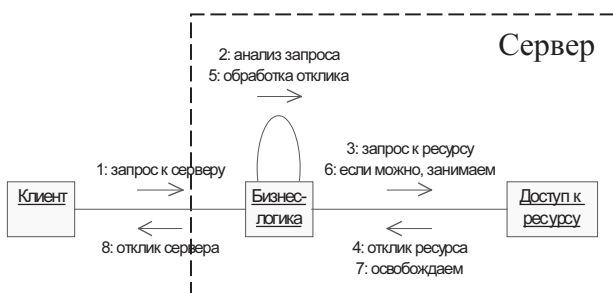 Сервер
2: анализ запроса
5: обработка отклика
1: запрос к серверу
3: запрос к ресурсу
6: если можно, занимаем
Клиент
Бизнес-
логика
Доступ к
ресурсу
8: отклик сервера
4: отклик ресурса
7: освобождаем